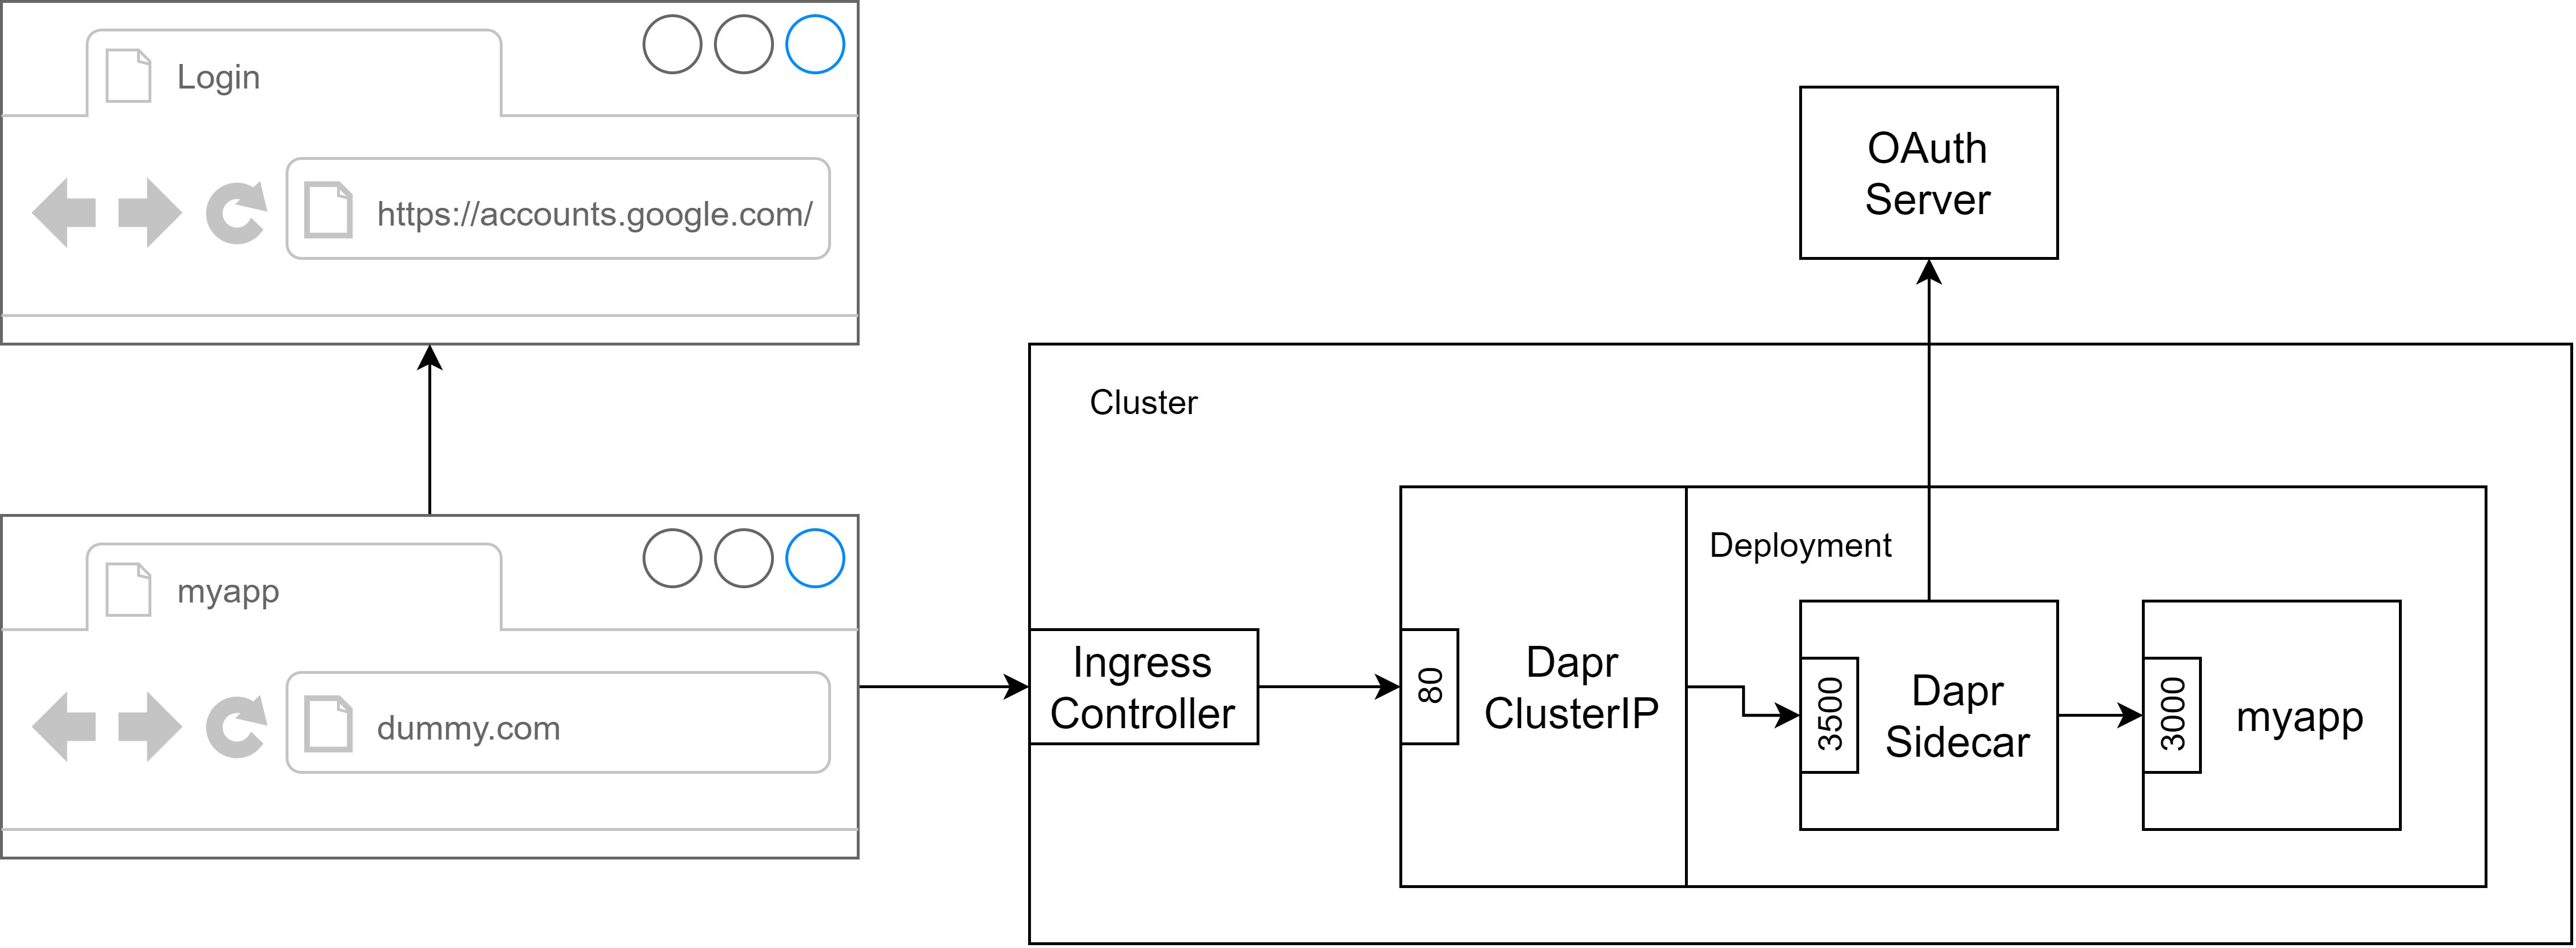 Login
https://accounts.google.com/
OAuth
Server
Cluster
myapp
dummy.com
Deployment
Ingress
Controller
80
Dapr
ClusterIP
3500
Dapr
Sidecar
3000
myapp